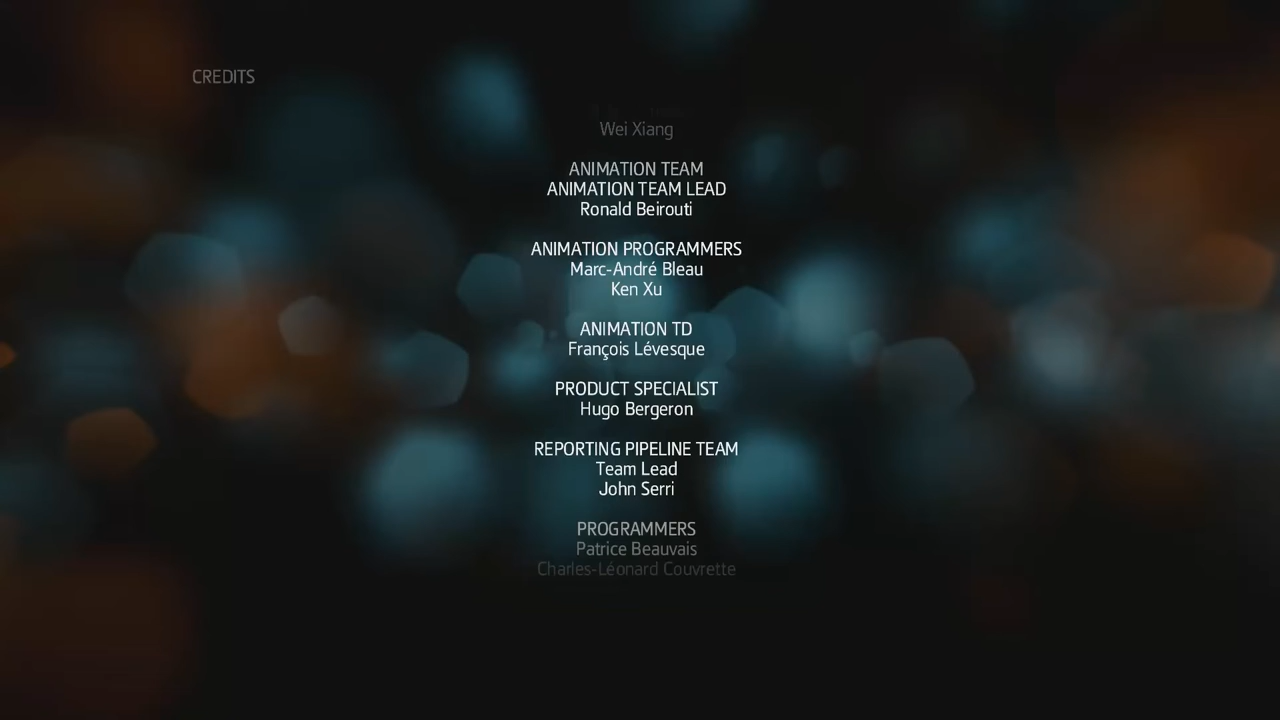 CREDITS
Wei Xiang
ANIMATION TEAM
ANIMATION TEAM LEAD
Ronald Beirouti
ANIMATION PROGRAMMERS
Marc-André Bleau
Ken Xu
ANIMATION TD
François Lévesque
PRODUCT SPECIALIST
Hugo Bergeron
REPORTING PIPELINE TEAM
Team Lead
John Serri
PROGRAMMERS
Patrice Beauvais
Charles-Léonard Couvrette